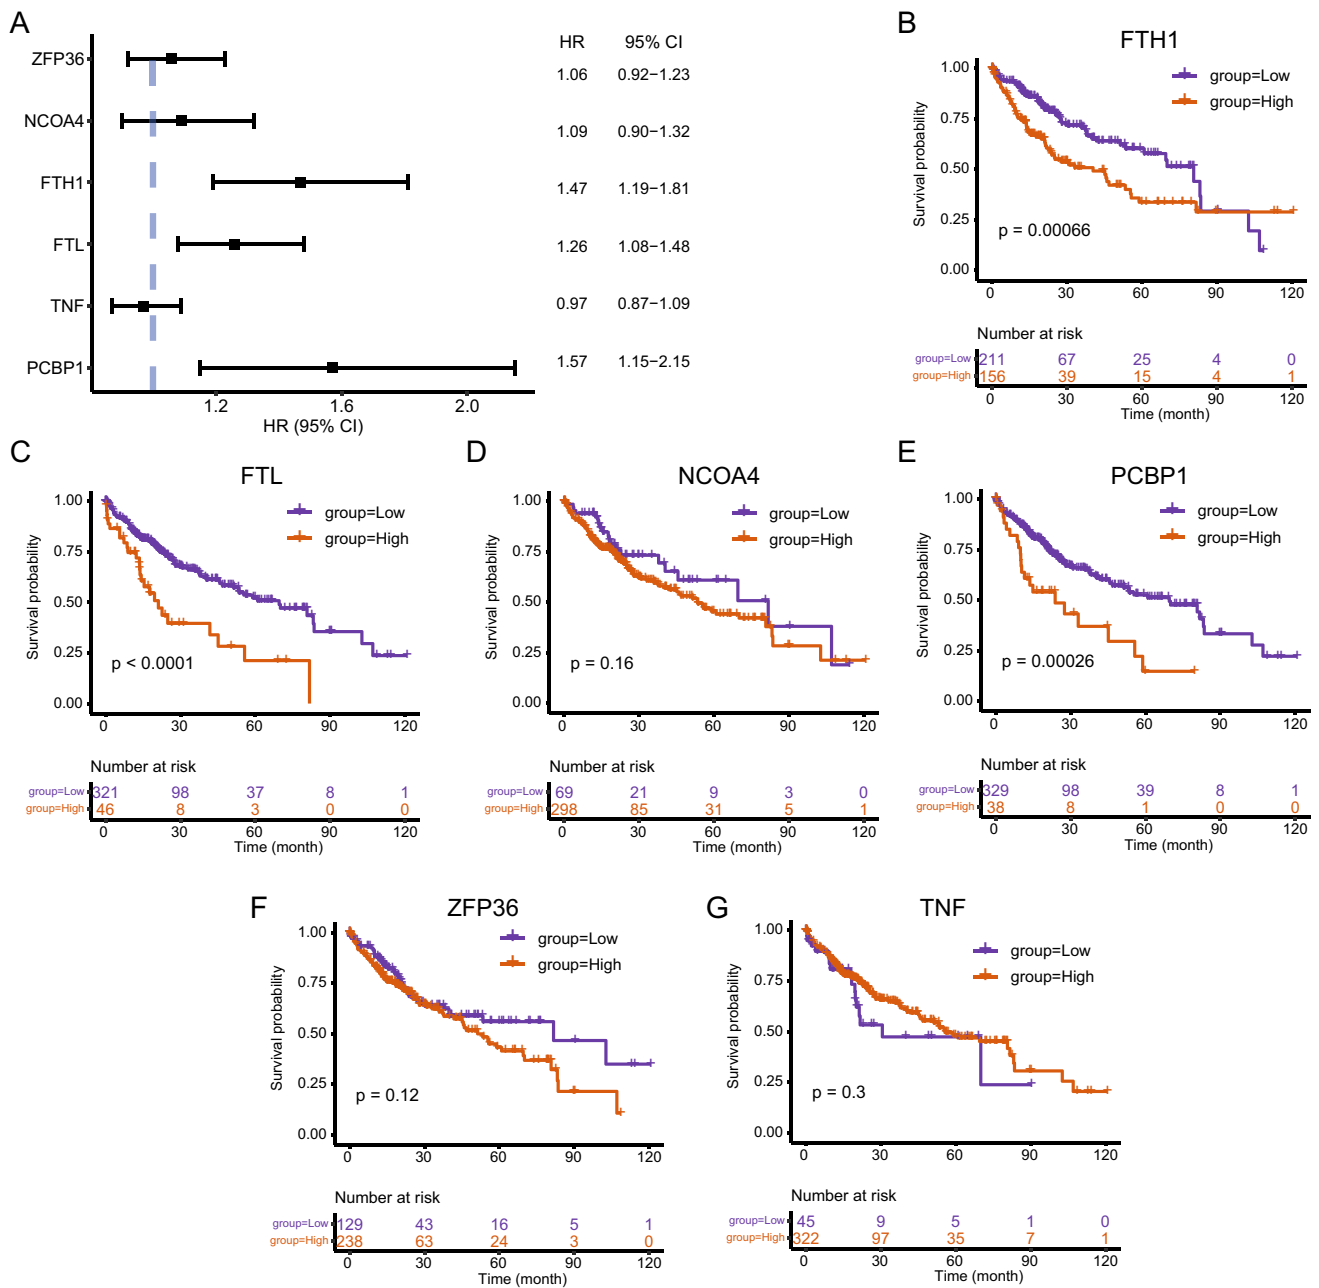 A
HR 95% CI
ZFP36 1.06 0.92−1.23
NCOA4 1.09 0.90−1.32
FTH1 1.47 1.19−1.81
FTL 1.26 1.08−1.48
TNF 0.97 0.87−1.09
PCBP1 1.57 1.15−2.15
1.2 1.6 2.0
HR (95% CI)
B
FTH1
group=Low
group=High
Survival probability
1.00
0.75
0.50
0.25
0.00
p = 0.00066
0 30 60 90 120
Number at risk
group=Low 211 67 25 4 0
group=High 156 39 15 4 1
0 30 60 90 120
Time (month)
C
FTL
group=Low
group=High
Survival probability
1.00
0.75
0.50
0.25
0.00
p < 0.0001
0 30 60 90 120
Number at risk
group=Low 321 98 37 8 1
group=High 46 8 3 0 0
0 30 60 90 120
Time (month)
D
NCOA4
group=Low
group=High
Survival probability
1.00
0.75
0.50
0.25
0.00
p = 0.16
0 30 60 90 120
Number at risk
group=Low 69 21 9 3 0
group=High 298 85 31 5 1
0 30 60 90 120
Time (month)
E
PCBP1
group=Low
group=High
Survival probability
1.00
0.75
0.50
0.25
0.00
p = 0.00026
0 30 60 90 120
Number at risk
group=Low 329 98 39 8 1
group=High 38 8 1 0 0
0 30 60 90 120
Time (month)
F
ZFP36
group=Low
group=High
Survival probability
1.00
0.75
0.50
0.25
0.00
p = 0.12
0 30 60 90 120
Number at risk
group=Low 129 43 16 5 1
group=High 238 63 24 3 0
0 30 60 90 120
Time (month)
G
TNF
group=Low
group=High
Survival probability
1.00
0.75
0.50
0.25
0.00
p = 0.3
0 30 60 90 120
Number at risk
group=Low 45 9 5 1 0
group=High 322 97 35 7 1
0 30 60 90 120
Time (month)